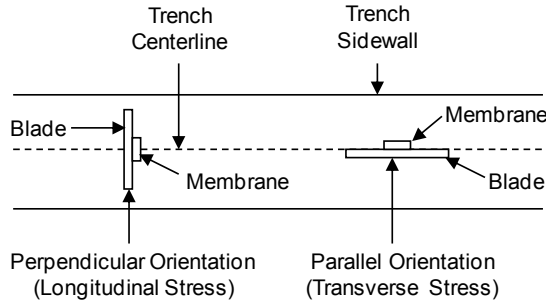 Trench
Centerline
Trench
Sidewall
Blade
Membrane
Membrane
Blade
Perpendicular Orientation
(Longitudinal Stress)
Parallel Orientation
(Transverse Stress)